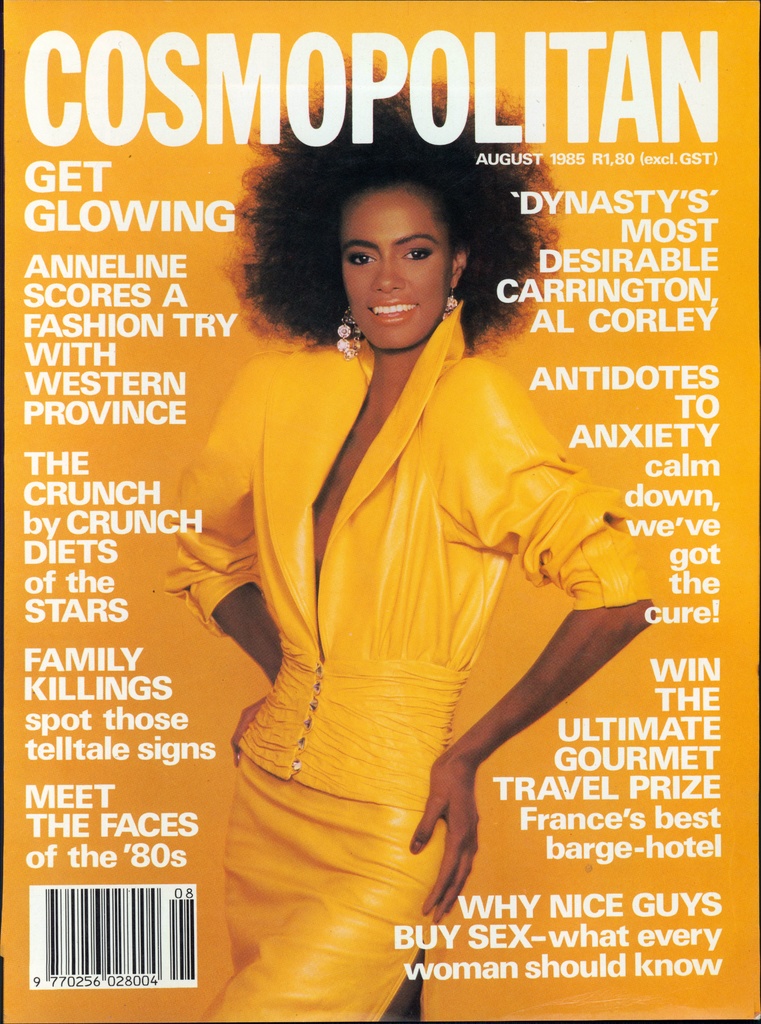 COSMOPOLITAN
AUGUST 1985 R1,80 (excl. GST)
GET
GLOWING
ANNELINE
SCORES A
FASHION TRY
WITH
WESTERN
PROVINCE
THE
CRUNCH
by CRUNCH
DIETS
of the
STARS
FAMILY
KILLINGS
spot those
telltale signs
MEET
THE FACES
of the '80s
'DYNASTY'S'
MOST
DESIRABLE
CARRINGTON,
AL CORLEY
ANTIDOTES
TO
ANXIETY
calm
down,
we've
got
the
cure!
WIN
THE
ULTIMATE
GOURMET
TRAVEL PRIZE
France's best
barge-hotel
WHY NICE GUYS
BUY SEX-what every
woman should know
08
9 770256 028004